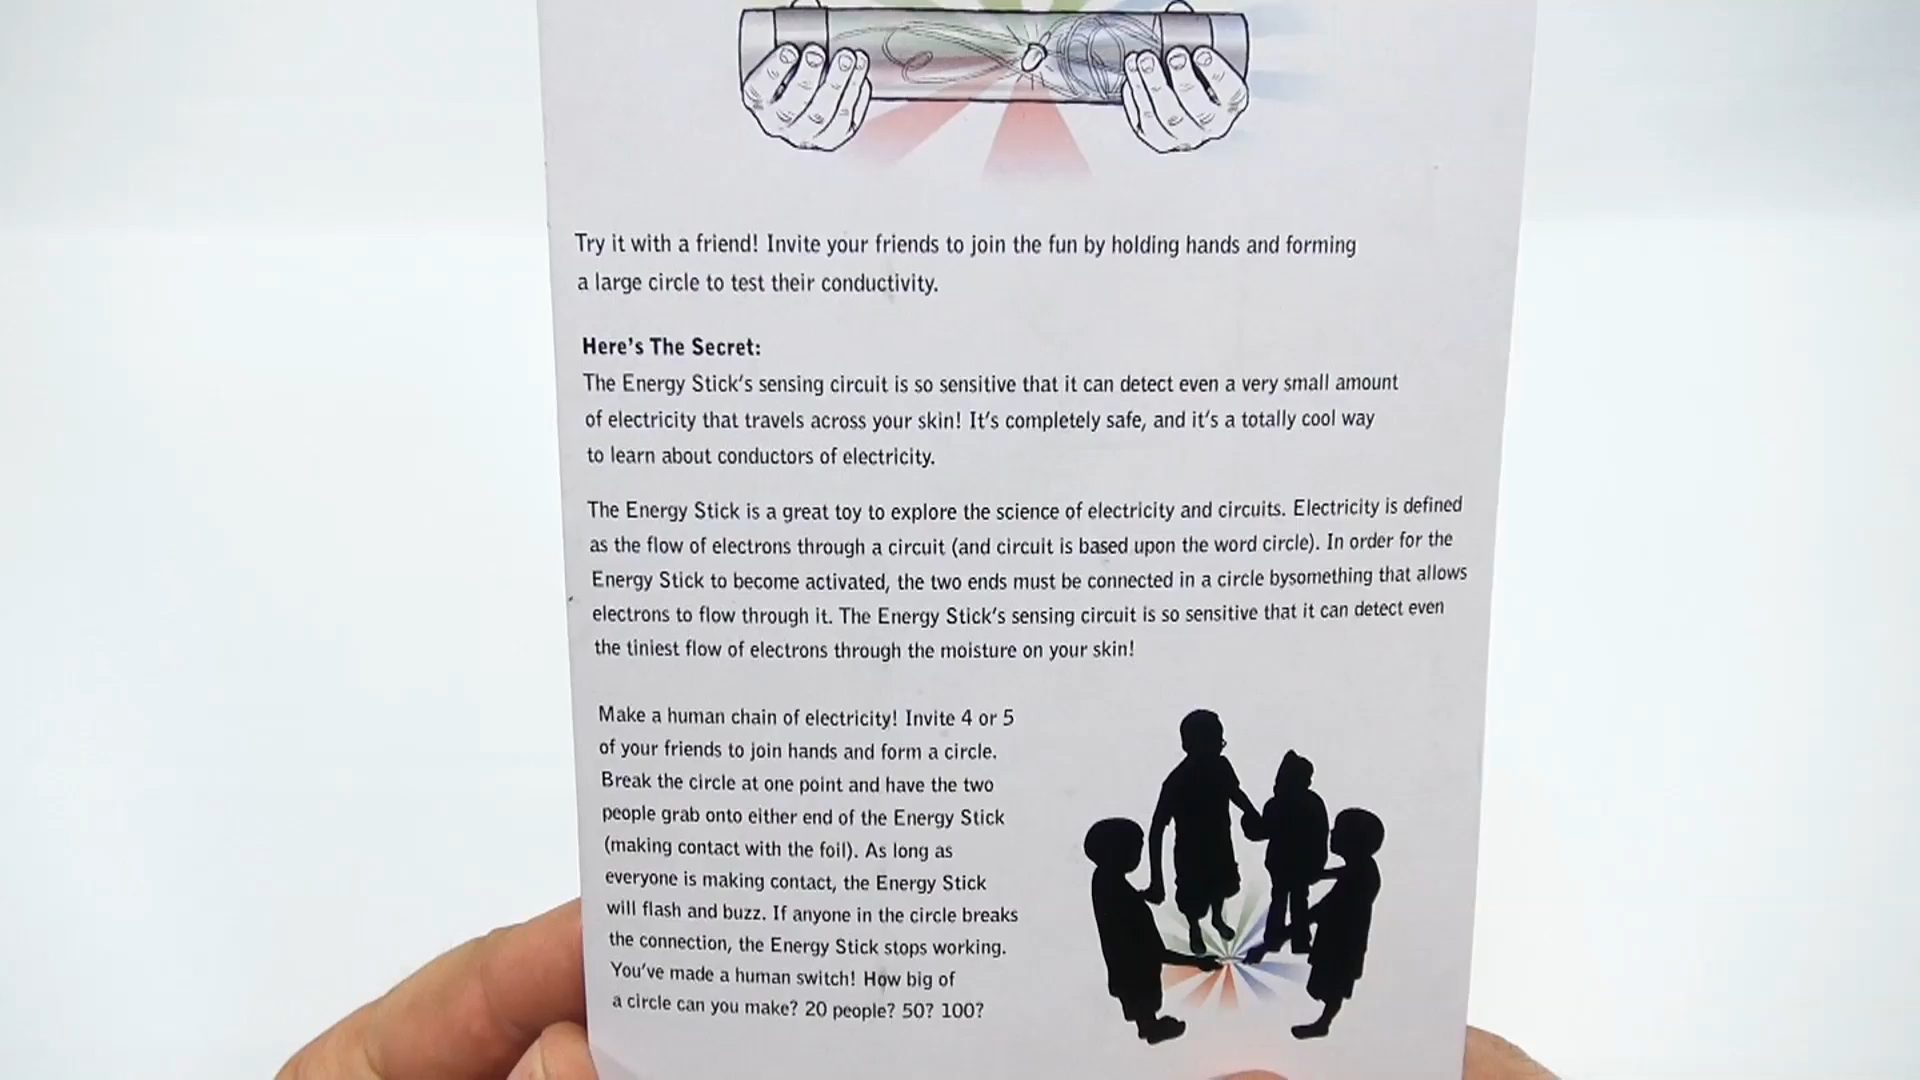 Try it with a friend! Invite your friends to join the fun by holding hands and forming
a large circle to test their conductivity.
Here's The Secret:
The Energy Stick's sensing circuit is so sensitive that it can detect even a very small amount
of electricity that travels across your skin! It's completely safe, and it's a totally cool way
to learn about conductors of electricity.
The Energy Stick is a great toy to explore the science of electricity and circuits. Electricity is defined
as the flow of electrons through a circuit (and circuit is based upon the word circle). In order for the
Energy Stick to become activated, the two ends must be connected in a circle bysomething that allows
electrons to flow through it. The Energy Stick's sensing circuit is so sensitive that it can detect even
the tiniest flow of electrons through the moisture on your skin!
Make a human chain of electricity! Invite 4 or 5
of your friends to join hands and form a circle.
Break the circle at one point and have the two
people grab onto either end of the Energy Stick
(making contact with the foil). As long as
everyone is making contact, the Energy Stick
will flash and buzz. If anyone in the circle breaks
the connection, the Energy Stick stops working.
You've made a human switch! How big of
a circle can you make? 20 people? 50? 100?